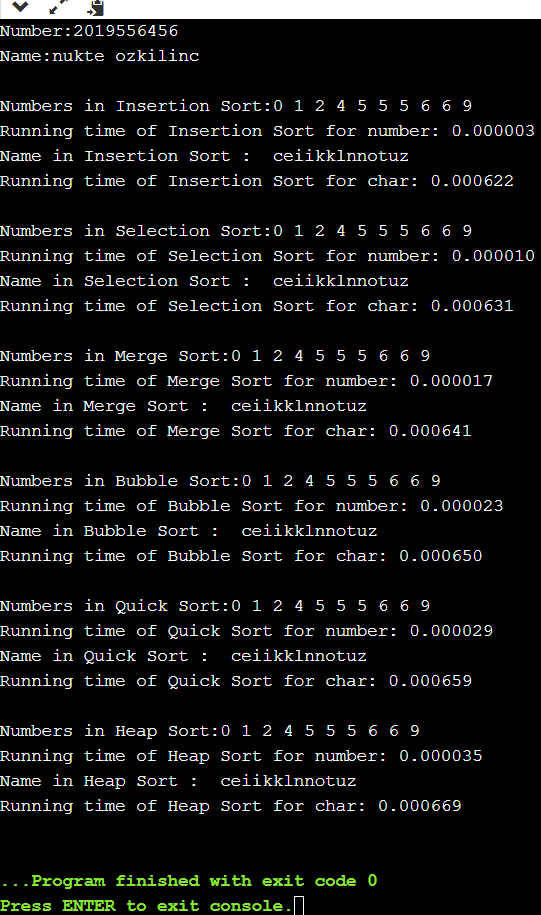 Number:2019556456
Name:nukte ozkilinc
Numbers in Insertion Sort:0 1 2 4 5 5 5 6 6 9
Running time of Insertion Sort for number: 0.000003
Name in Insertion Sort :  ceiikklnnotuz
Running time of Insertion Sort for char: 0.000622
Numbers in Selection Sort:0 1 2 4 5 5 5 6 6 9
Running time of Selection Sort for number: 0.000010
Name in Selection Sort :  ceiikklnnotuz
Running time of Selection Sort for char: 0.000631
Numbers in Merge Sort:0 1 2 4 5 5 5 6 6 9
Running time of Merge Sort for number: 0.000017
Name in Merge Sort :  ceiikklnnotuz
Running time of Merge Sort for char: 0.000641
Numbers in Bubble Sort:0 1 2 4 5 5 5 6 6 9
Running time of Bubble Sort for number: 0.000023
Name in Bubble Sort :  ceiikklnnotuz
Running time of Bubble Sort for char: 0.000650
Numbers in Quick Sort:0 1 2 4 5 5 5 6 6 9
Running time of Quick Sort for number: 0.000029
Name in Quick Sort :  ceiikklnnotuz
Running time of Quick Sort for char: 0.000659
Numbers in Heap Sort:0 1 2 4 5 5 5 6 6 9
Running time of Heap Sort for number: 0.000035
Name in Heap Sort :  ceiikklnnotuz
Running time of Heap Sort for char: 0.000669
...Program finished with exit code 0
Press ENTER to exit console.